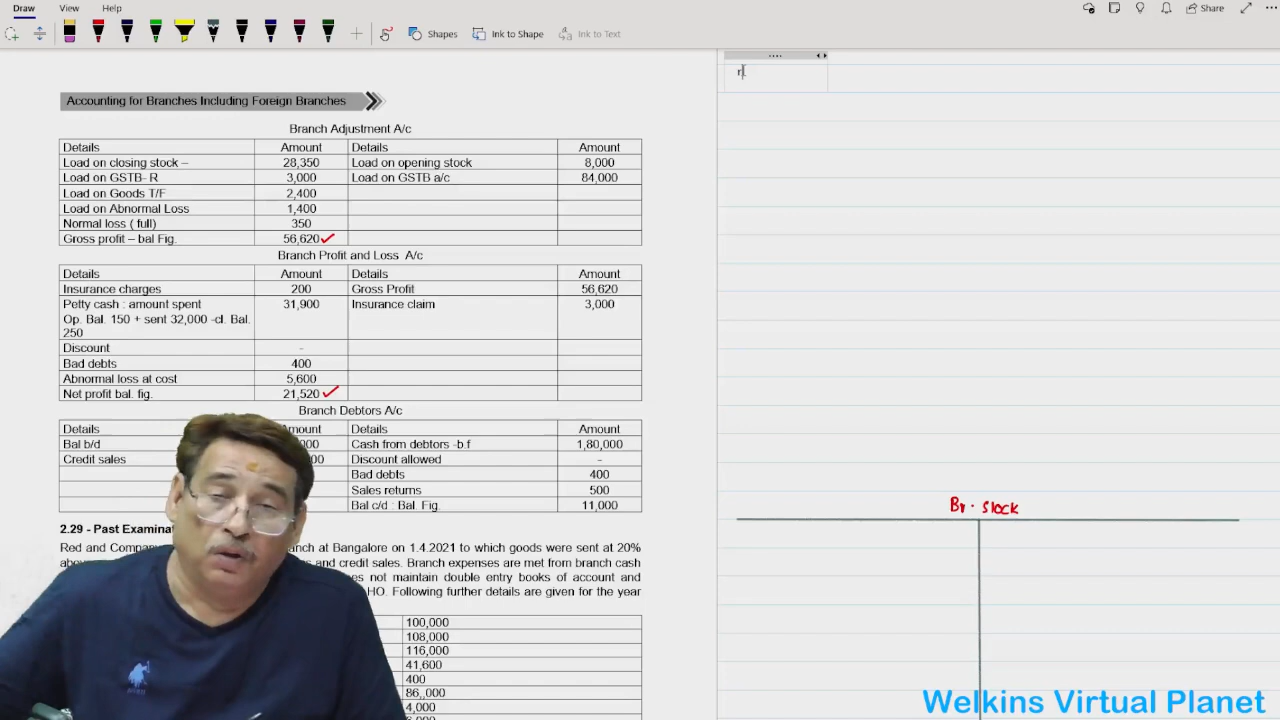 Draw View Help
Share
Shapes Ink to Shape Ink to Text
Accounting for Branches Including Foreign Branches
Branch Adjustment A/c
Details Amount Details Amount
Load on closing stock – 28,350 Load on opening stock 8,000
Load on GSTB- R 3,000 Load on GSTB a/c 84,000
Load on Goods T/F 2,400
Load on Abnormal Loss 1,400
Normal loss ( full) 350
Gross profit – bal Fig. 56,620
Branch Profit and Loss A/c
Details Amount Details Amount
Insurance charges 200 Gross Profit 56,620
Petty cash : amount spent 31,900 Insurance claim 3,000
Op. Bal. 150 + sent 32,000 -cl. Bal.
250
Discount -
Bad debts 400
Abnormal loss at cost 5,600
Net profit bal. fig. 21,520
Branch Debtors A/c
Details Amount Details Amount
Bal b/d Cash from debtors -b.f 1,80,000
Credit sales Discount allowed -
Bad debts 400
Sales returns 500
Bal c/d : Bal. Fig. 11,000
2.29 - Past
Red and at Bangalore on 1.4.2021 to which goods were sent at 20%
and credit sales. Branch expenses are met from branch cash
not maintain double entry books of account and
HO. Following further details are given for the year
100,000
108,000
116,000
41,600
400
86,,000
4,000
r
Br. Stock
Welkins Virtual Planet